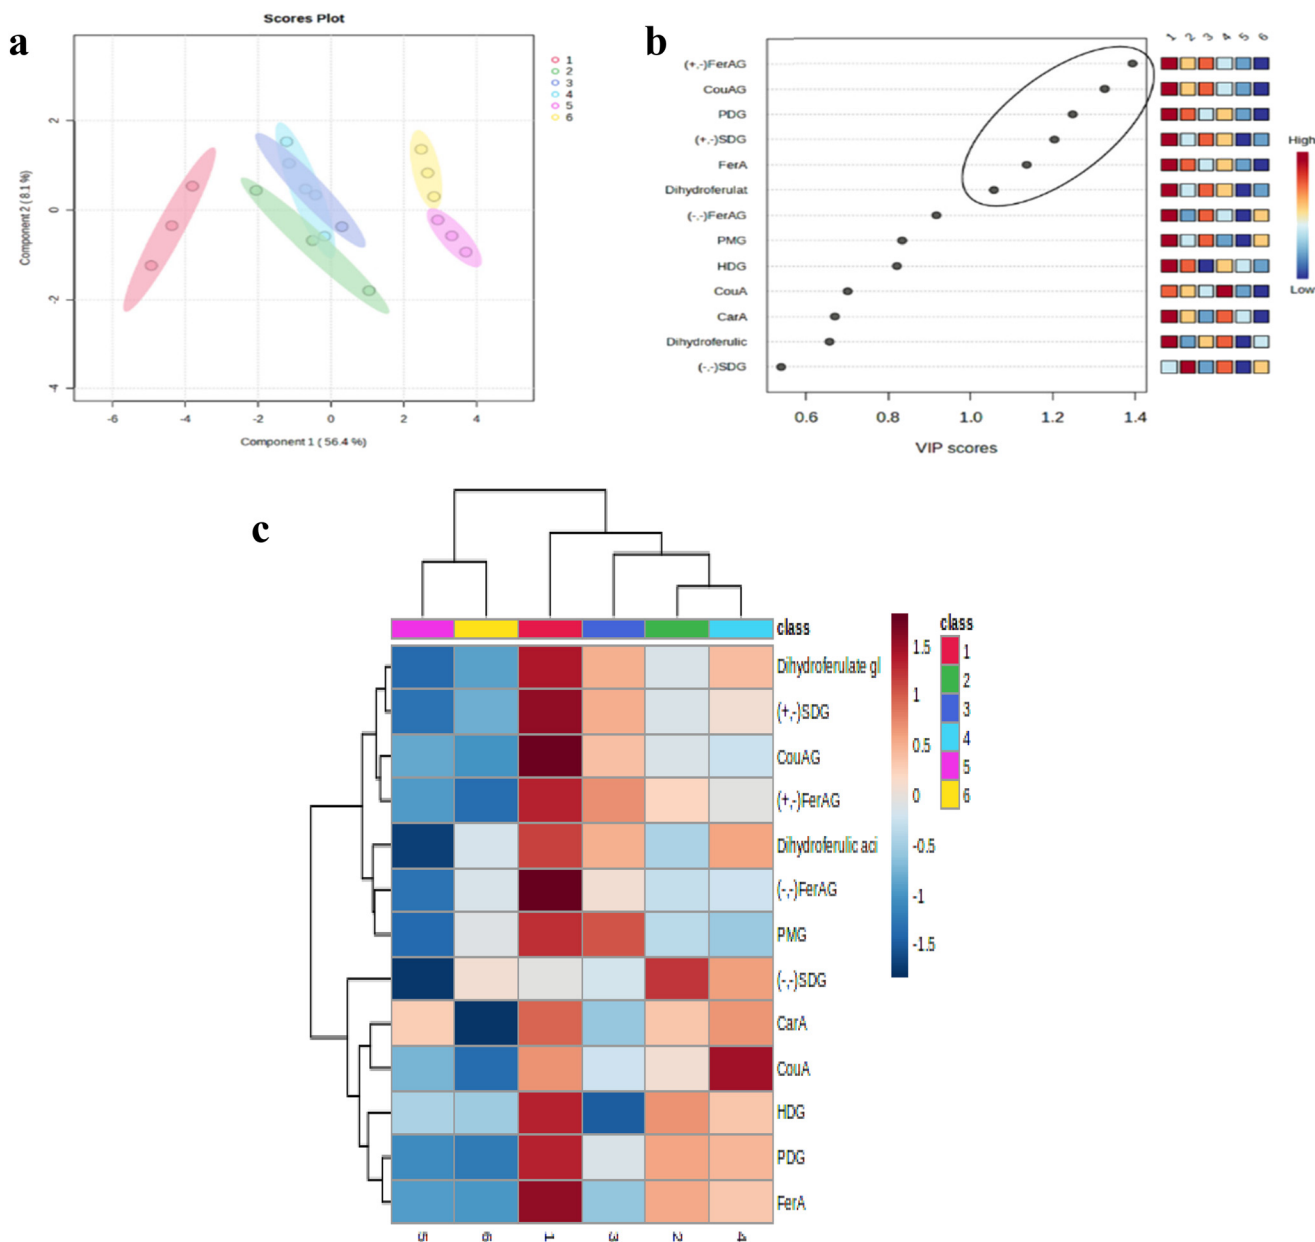 a
Scores Plot
Component 2 ( 8.1 %)
2
0
-2
-4
-6
-4
-2
0
2
4
Component 1 ( 56.4 %)
1
2
3
4
5
6
b
1 2 3 4 5 6
(+,-)FerAG
CouAG
PDG
(+,-)SDG
FerA
Dihydroferulat
(-,-)FerAG
PMG
HDG
CouA
CarA
Dihydroferulic
(-,-)SDG
0.6 0.8 1.0 1.2 1.4
VIP scores
High
Low
c
class
Dihydroferulate gl
(+,-)SDG
CouAG
(+,-)FerAG
Dihydroferulic aci
(-,-)FerAG
PMG
(-,-)SDG
CarA
CouA
HDG
PDG
FerA
5 6 1 3 2 4
1.5
1
0.5
0
-0.5
-1
-1.5
class
1
2
3
4
5
6